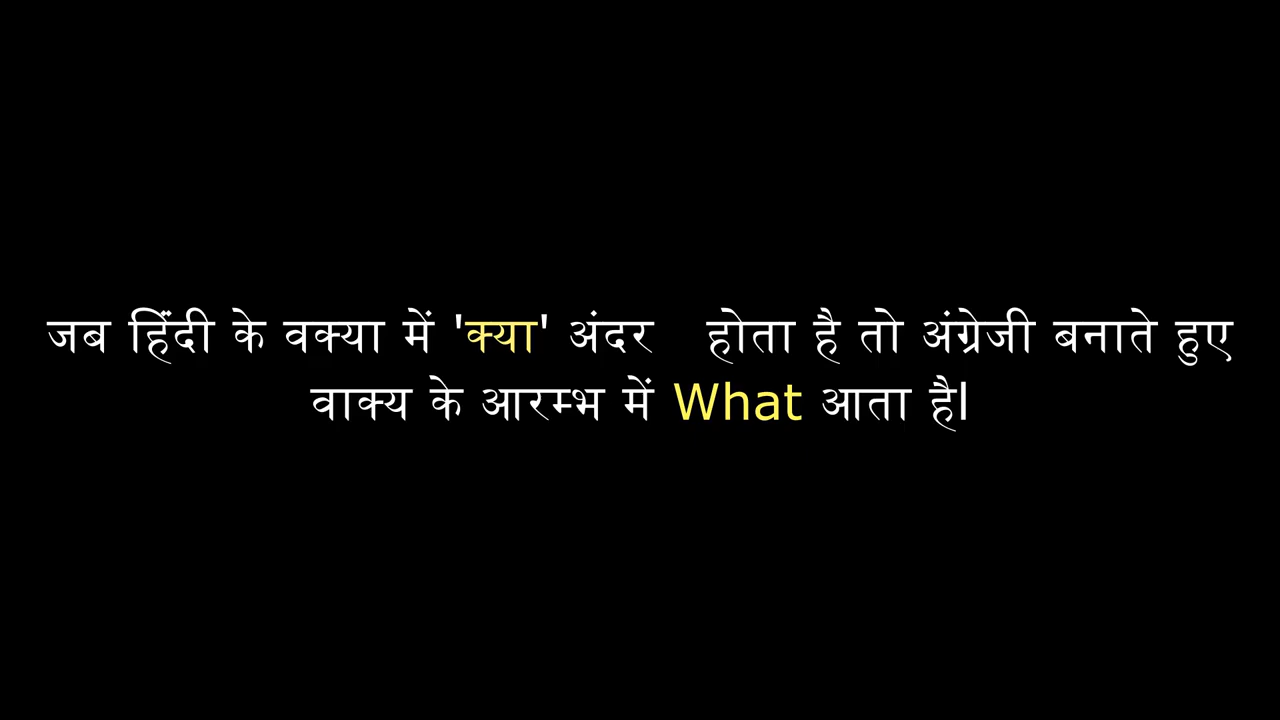 जब हिंदी के वक्या में 'क्या' अंदर होता है तो अंग्रेजी बनाते हुए
वाक्य के आरम्भ में What आता है।